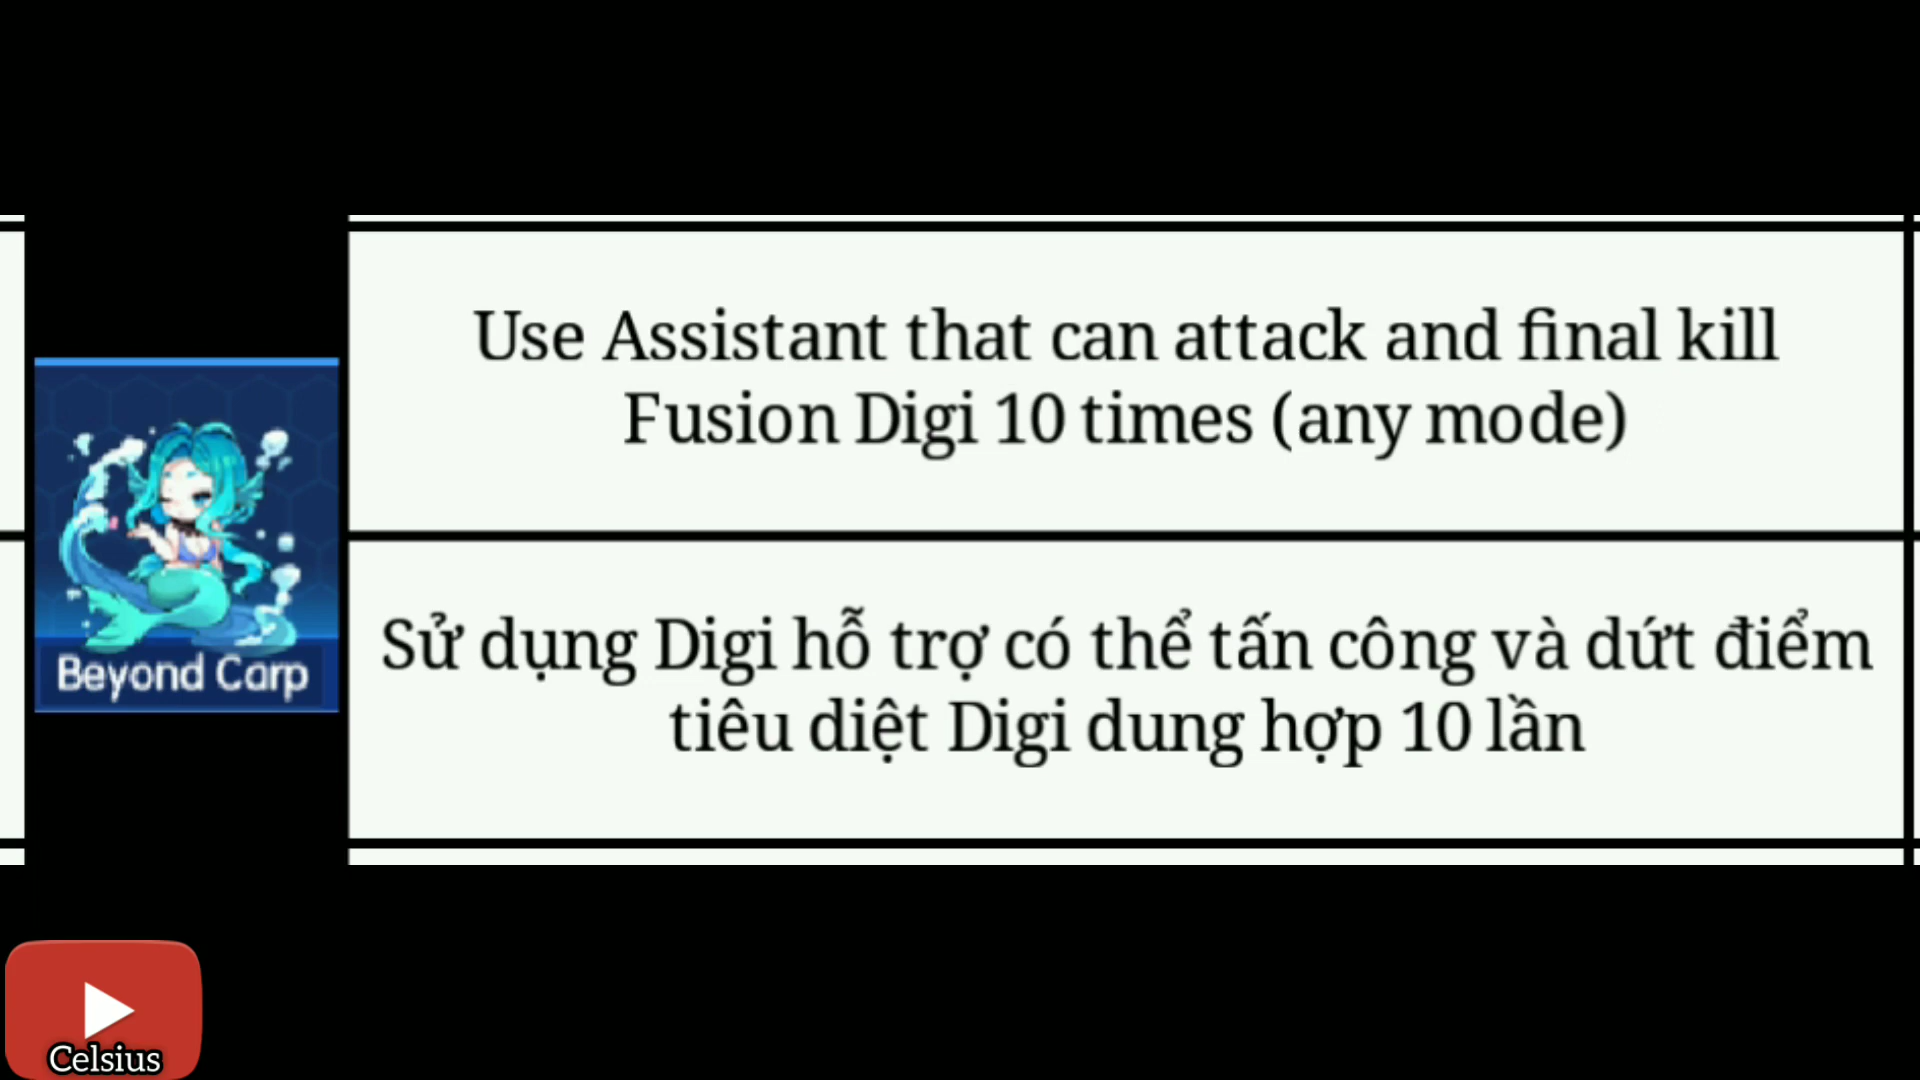 Use Assistant that can attack and final kill
Fusion Digi 10 times (any mode)
Beyond Carp
Sử dụng Digi hỗ trợ có thể tấn công và dứt điểm
tiêu diệt Digi dung hợp 10 lần
Celsius